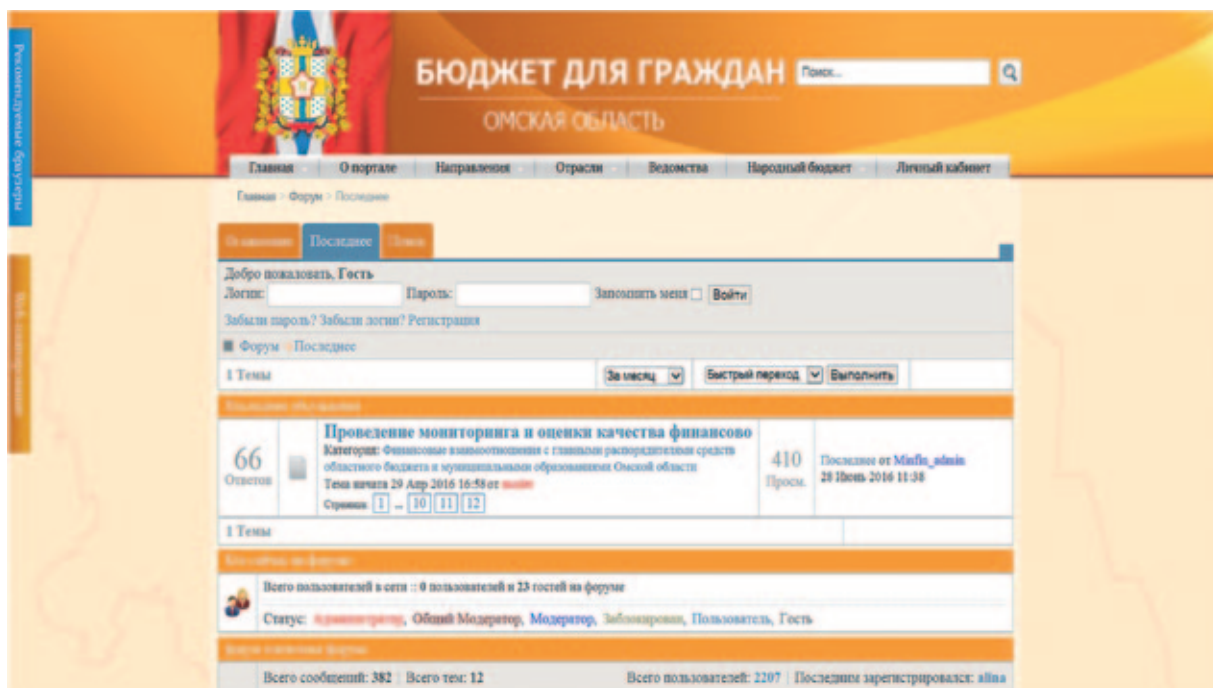 Рекомендуемые браузеры
БЮДЖЕТ ДЛЯ ГРАЖДАН
Поиск...
ОМСКАЯ ОБЛАСТЬ
Главная О портале Направления Отрасли Ведомства Народный бюджет Личный кабинет
Главная > Форум > Последнее
Последнее Поиск
Добро пожаловать, Гость
Логин: Пароль: Запомнить меня Войти
Забыли пароль? Забыли логин? Регистрация
Форум Последнее
1 Темы За месяц Быстрый переход Выполнить
66 Ответов
Проведение мониторинга и оценки качества финансово
Категория: Финансовые взаимоотношения с главными распорядителями средств
областного бюджета и муниципальными образованиями Омской области
Тема начата 29 Апр 2016 16:58 от
Страница: 1 ... 10 11 12
410 Просм.
Последнее от Minfin_admin
28 Июнь 2016 11:38
1 Темы
Всего пользователей в сети :: 0 пользователей и 23 гостей на форуме
Статус: Администратор, Общий Модератор, Модератор, Заблокирован, Пользователь, Гость
Всего сообщений: 382 Всего тем: 12 Всего пользователей: 2207 Последним зарегистрировался: alina